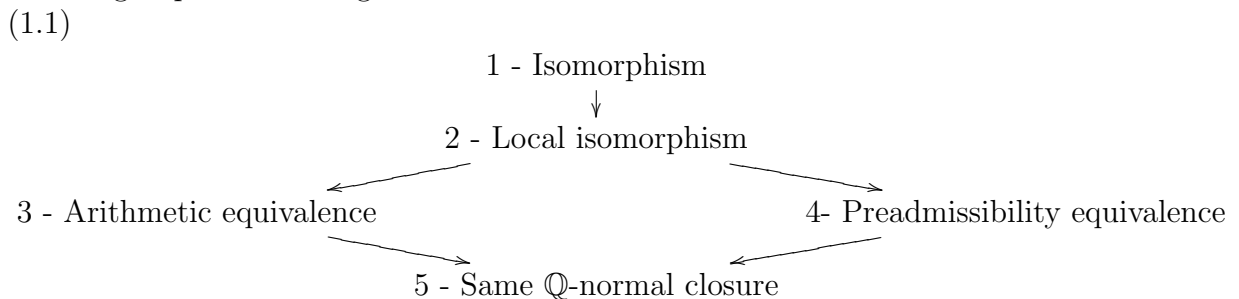 (1.1)
1 - Isomorphism
2 - Local isomorphism
3 - Arithmetic equivalence 4- Preadmissibility equivalence
5 - Same ℚ-normal closure